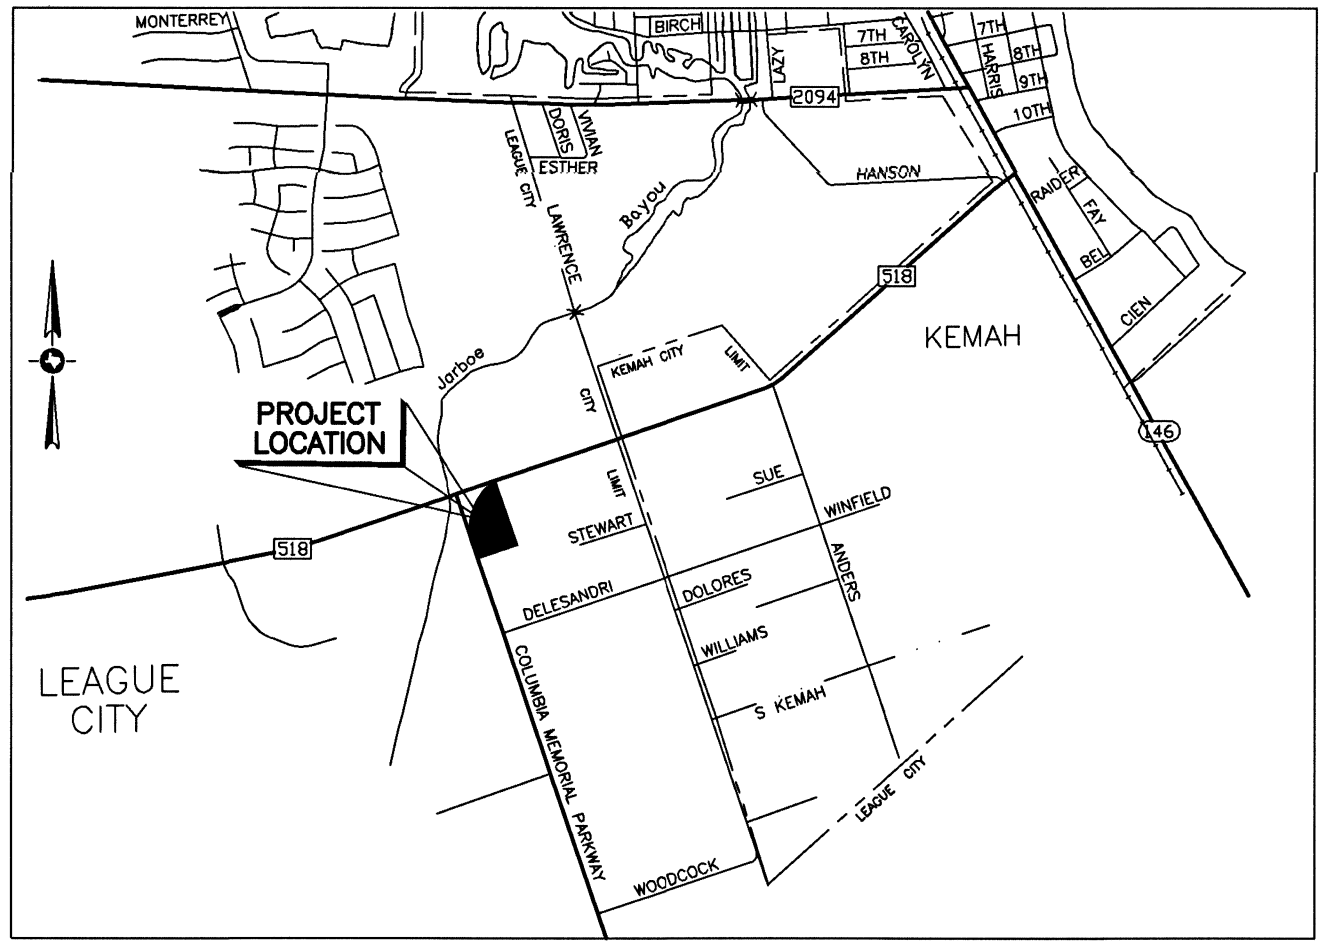 MONTERREY
BIRCH
LAZY
7TH
8TH
CAROLYN
7TH
HARRIS
8TH
9TH
10TH
2094
LEAGUE CITY
DORIS
VIVIAN
ESTHER
LAWRENCE
Bayou
HANSON
RAIDER
FAY
BEL
CIEN
518
KEMAH
Jarboe
KEMAH CITY
LIMIT
CITY
LIMIT
PROJECT
LOCATION
146
SUE
WINFIELD
STEWART
518
ANDERS
DELESANDRI
DOLORES
WILLIAMS
S KEMAH
LEAGUE
CITY
COLUMBIA MEMORIAL PARKWAY
LEAGUE CITY
WOODCOCK